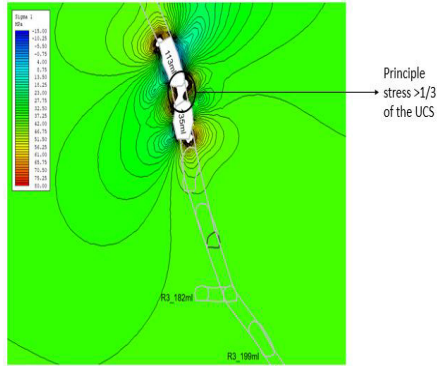 Sigma 1
MPa
-15.00
-10.25
-5.50
-0.75
4.00
8.75
13.50
18.25
23.00
27.75
32.50
37.25
42.00
46.75
51.50
56.25
61.00
65.75
70.50
75.25
80.00
113ml
135ml
Principle
stress >1/3
of the UCS
R3_182ml
R3_199ml